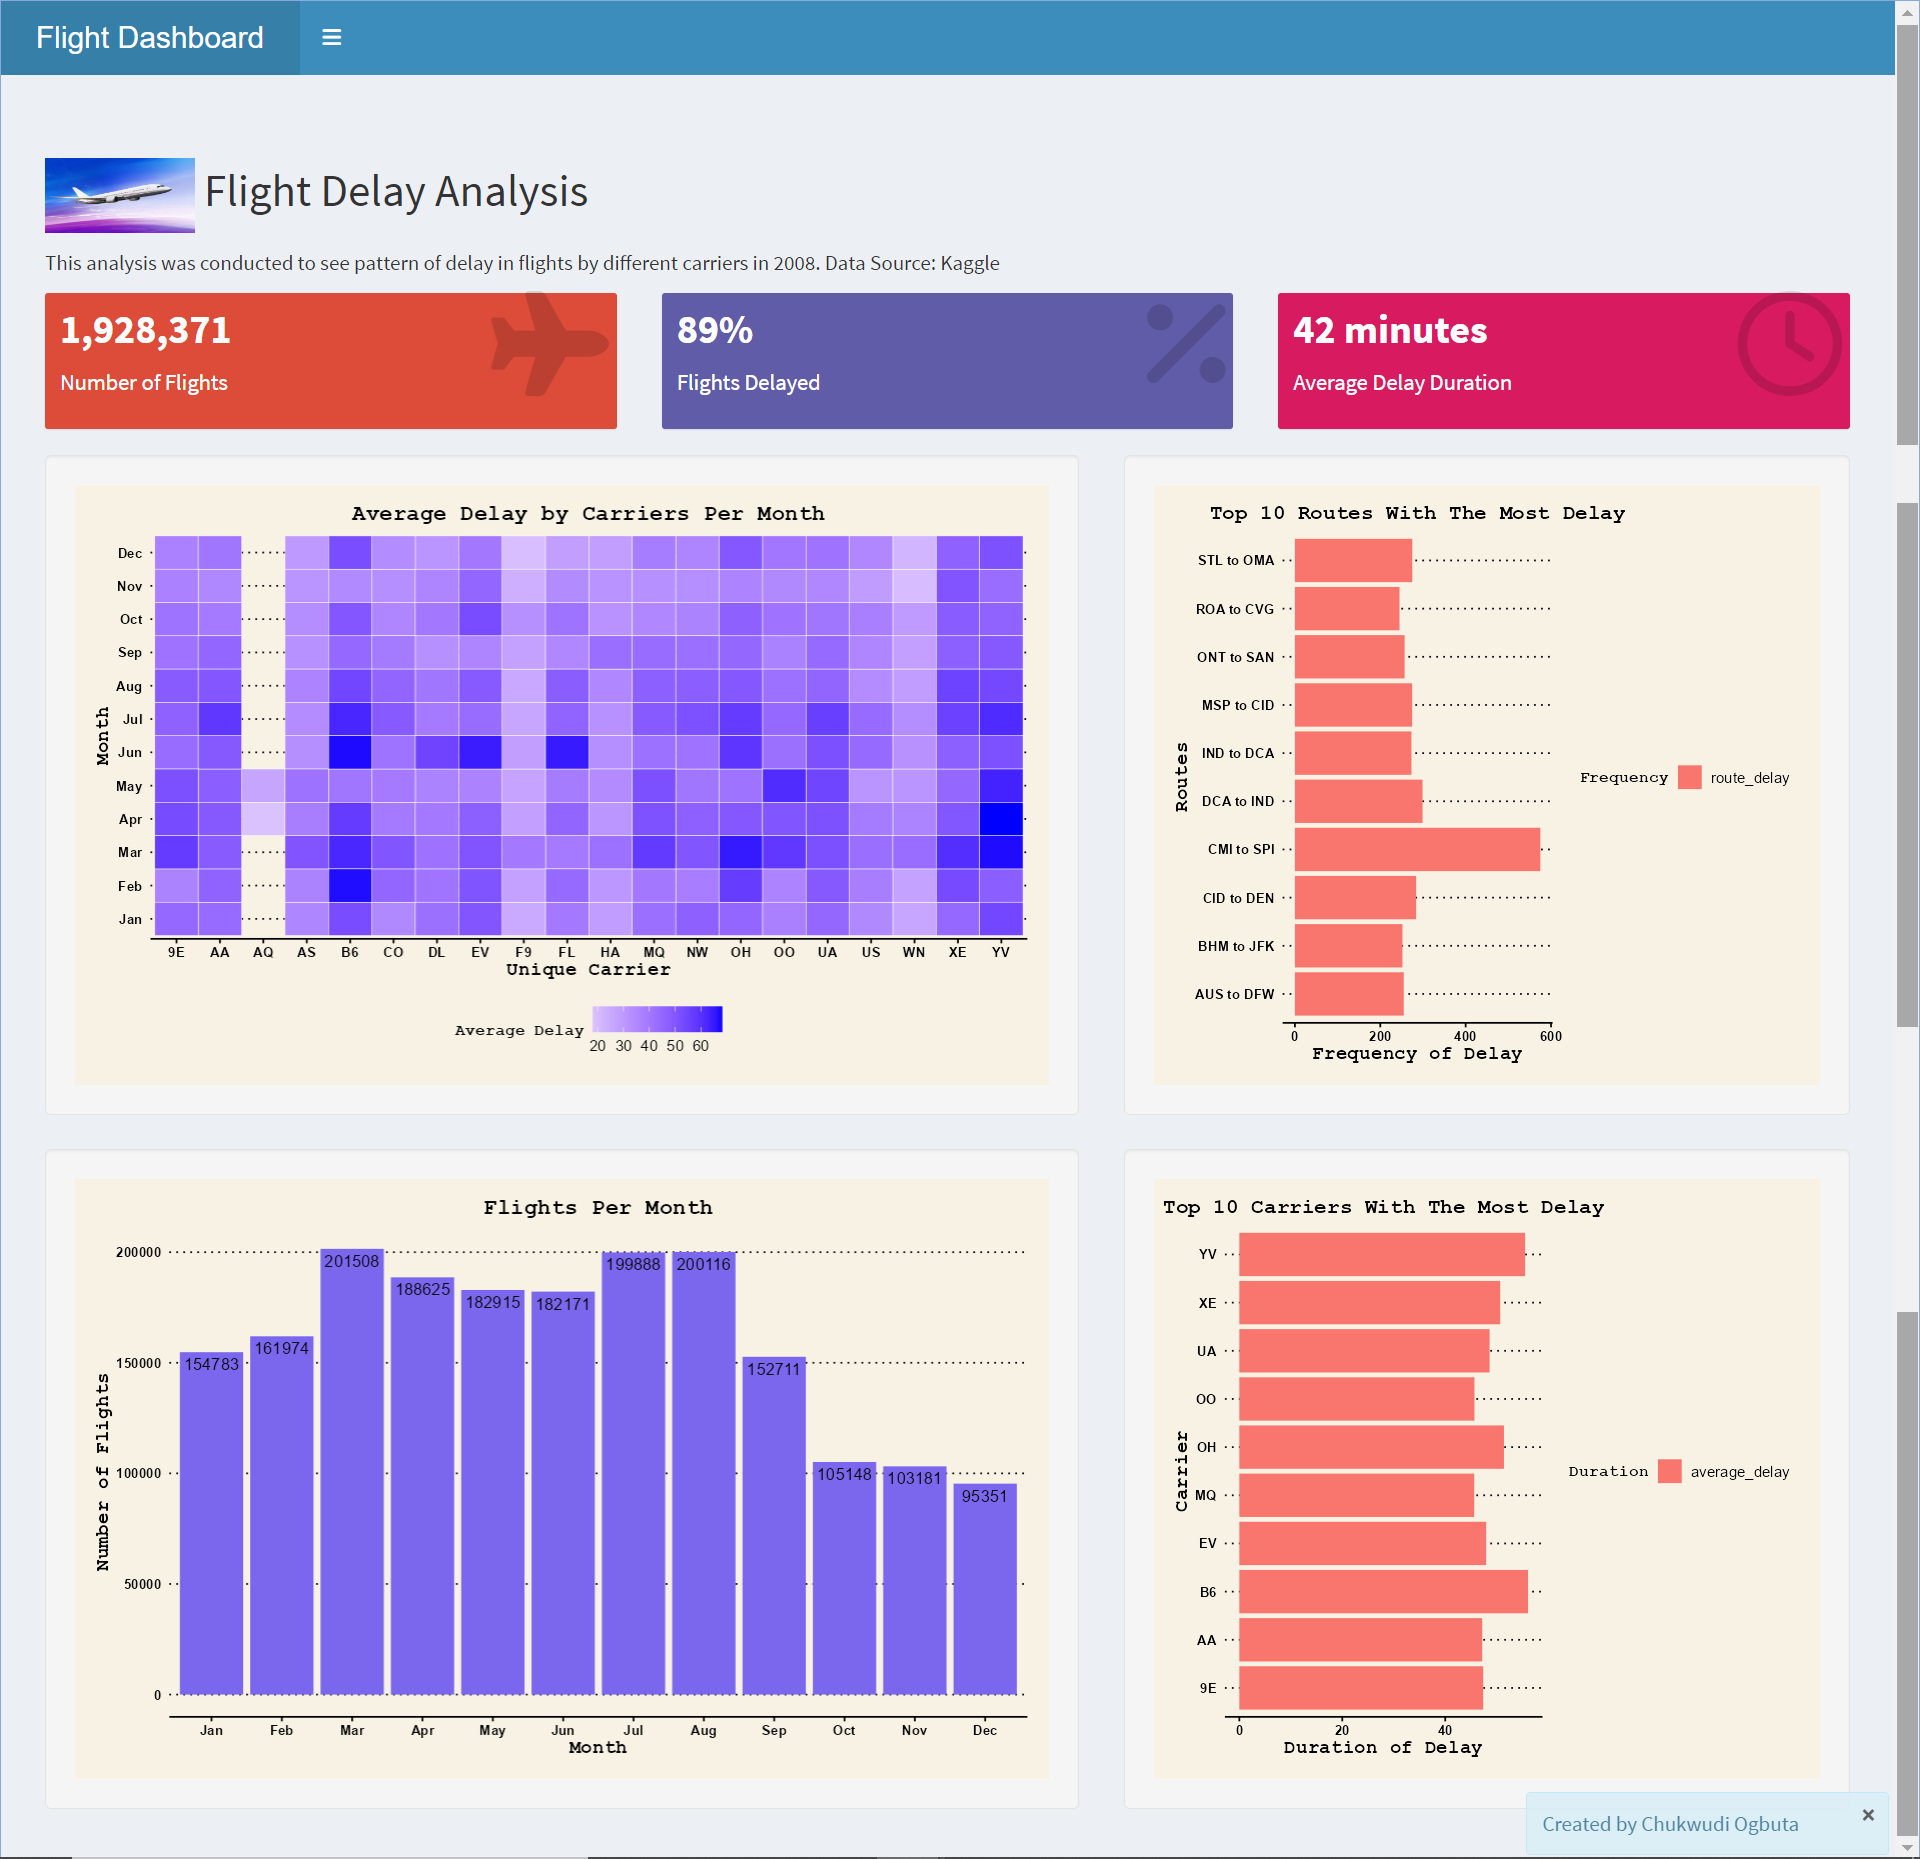 Flight Dashboard
Flight Delay Analysis
This analysis was conducted to see pattern of delay in flights by different carriers in 2008. Data Source: Kaggle
1,928,371
Number of Flights
89%
Flights Delayed
42 minutes
Average Delay Duration
Average Delay by Carriers Per Month
Month
Dec
Nov
Oct
Sep
Aug
Jul
Jun
May
Apr
Mar
Feb
Jan
9E AA AQ AS B6 CO DL EV F9 FL HA MQ NW OH OO UA US WN XE YV
Unique Carrier
Average Delay
20 30 40 50 60
Top 10 Routes With The Most Delay
Routes
STL to OMA
ROA to CVG
ONT to SAN
MSP to CID
IND to DCA
DCA to IND
CMI to SPI
CID to DEN
BHM to JFK
AUS to DFW
0 200 400 600
Frequency of Delay
Frequency route_delay
Flights Per Month
Number of Flights
200000
150000
100000
50000
0
154783 161974 201508 188625 182915 182171 199888 200116 152711 105148 103181 95351
Jan Feb Mar Apr May Jun Jul Aug Sep Oct Nov Dec
Month
Top 10 Carriers With The Most Delay
Carrier
YV
XE
UA
OO
OH
MQ
EV
B6
AA
9E
0 20 40
Duration of Delay
Duration average_delay
Created by Chukwudi Ogbuta ×